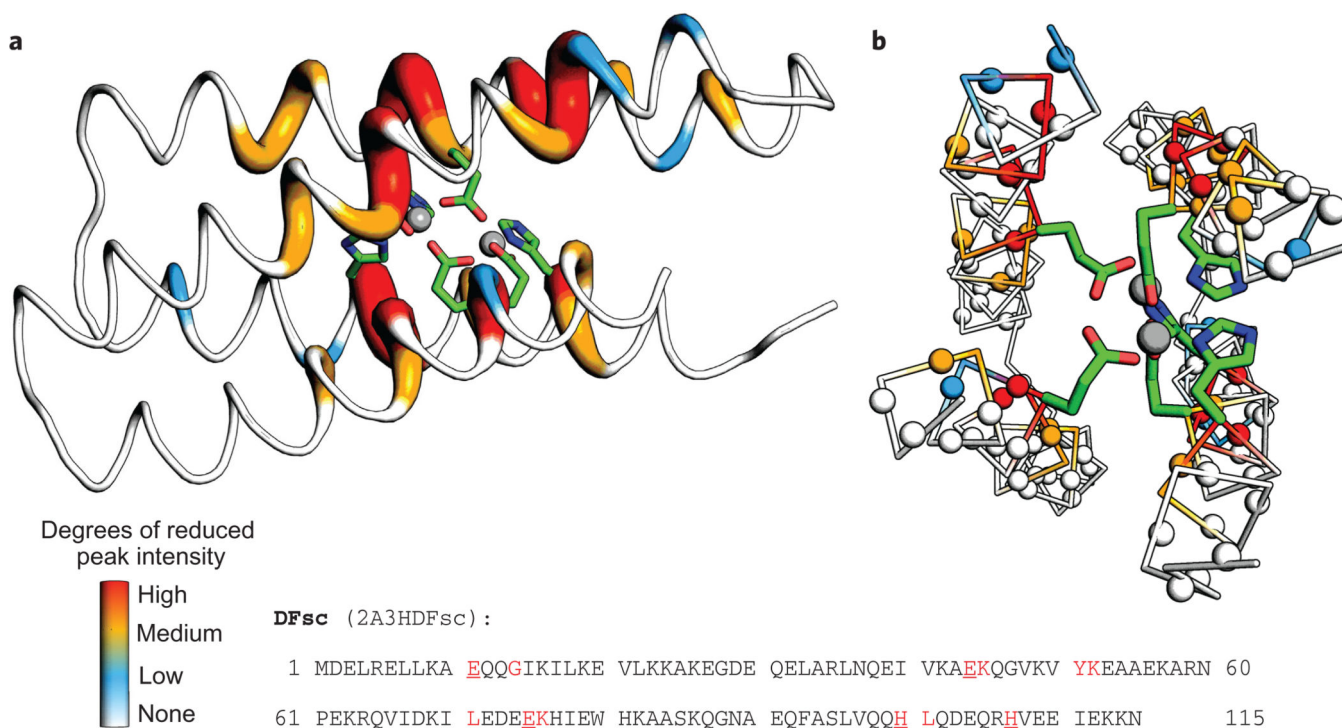 a
b
Degrees of reduced
peak intensity
High
Medium
Low
None
DFsc (2A3HDFsc):
1 MDELRELLKA EQQGIKILKE VLKKAKEGDE QELARLNQEI VKAEKQGVKV YKEAAEKARN 60
61 PEKRQVIDKI LEDEEKHIEW HKAASKQGNA EQFASLVQQH LQDEQRHVEE IEKKN 115